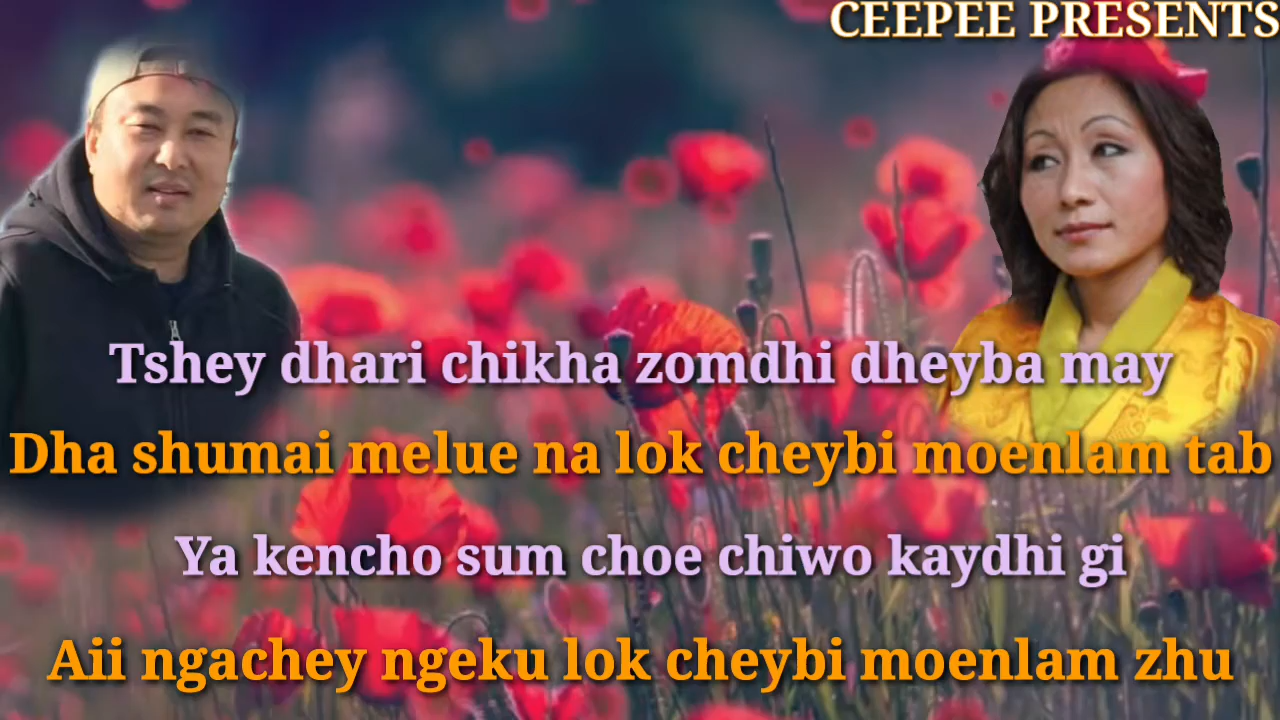 CEEPEE PRESENTS
Tshey dhari chikha zomdhi dheyba may
Dha shumai melue na lok cheybi moenlam tab
Ya kencho sum choe chiwo kaydhi gi
Aii ngachey ngeku lok cheybi moenlam zhu